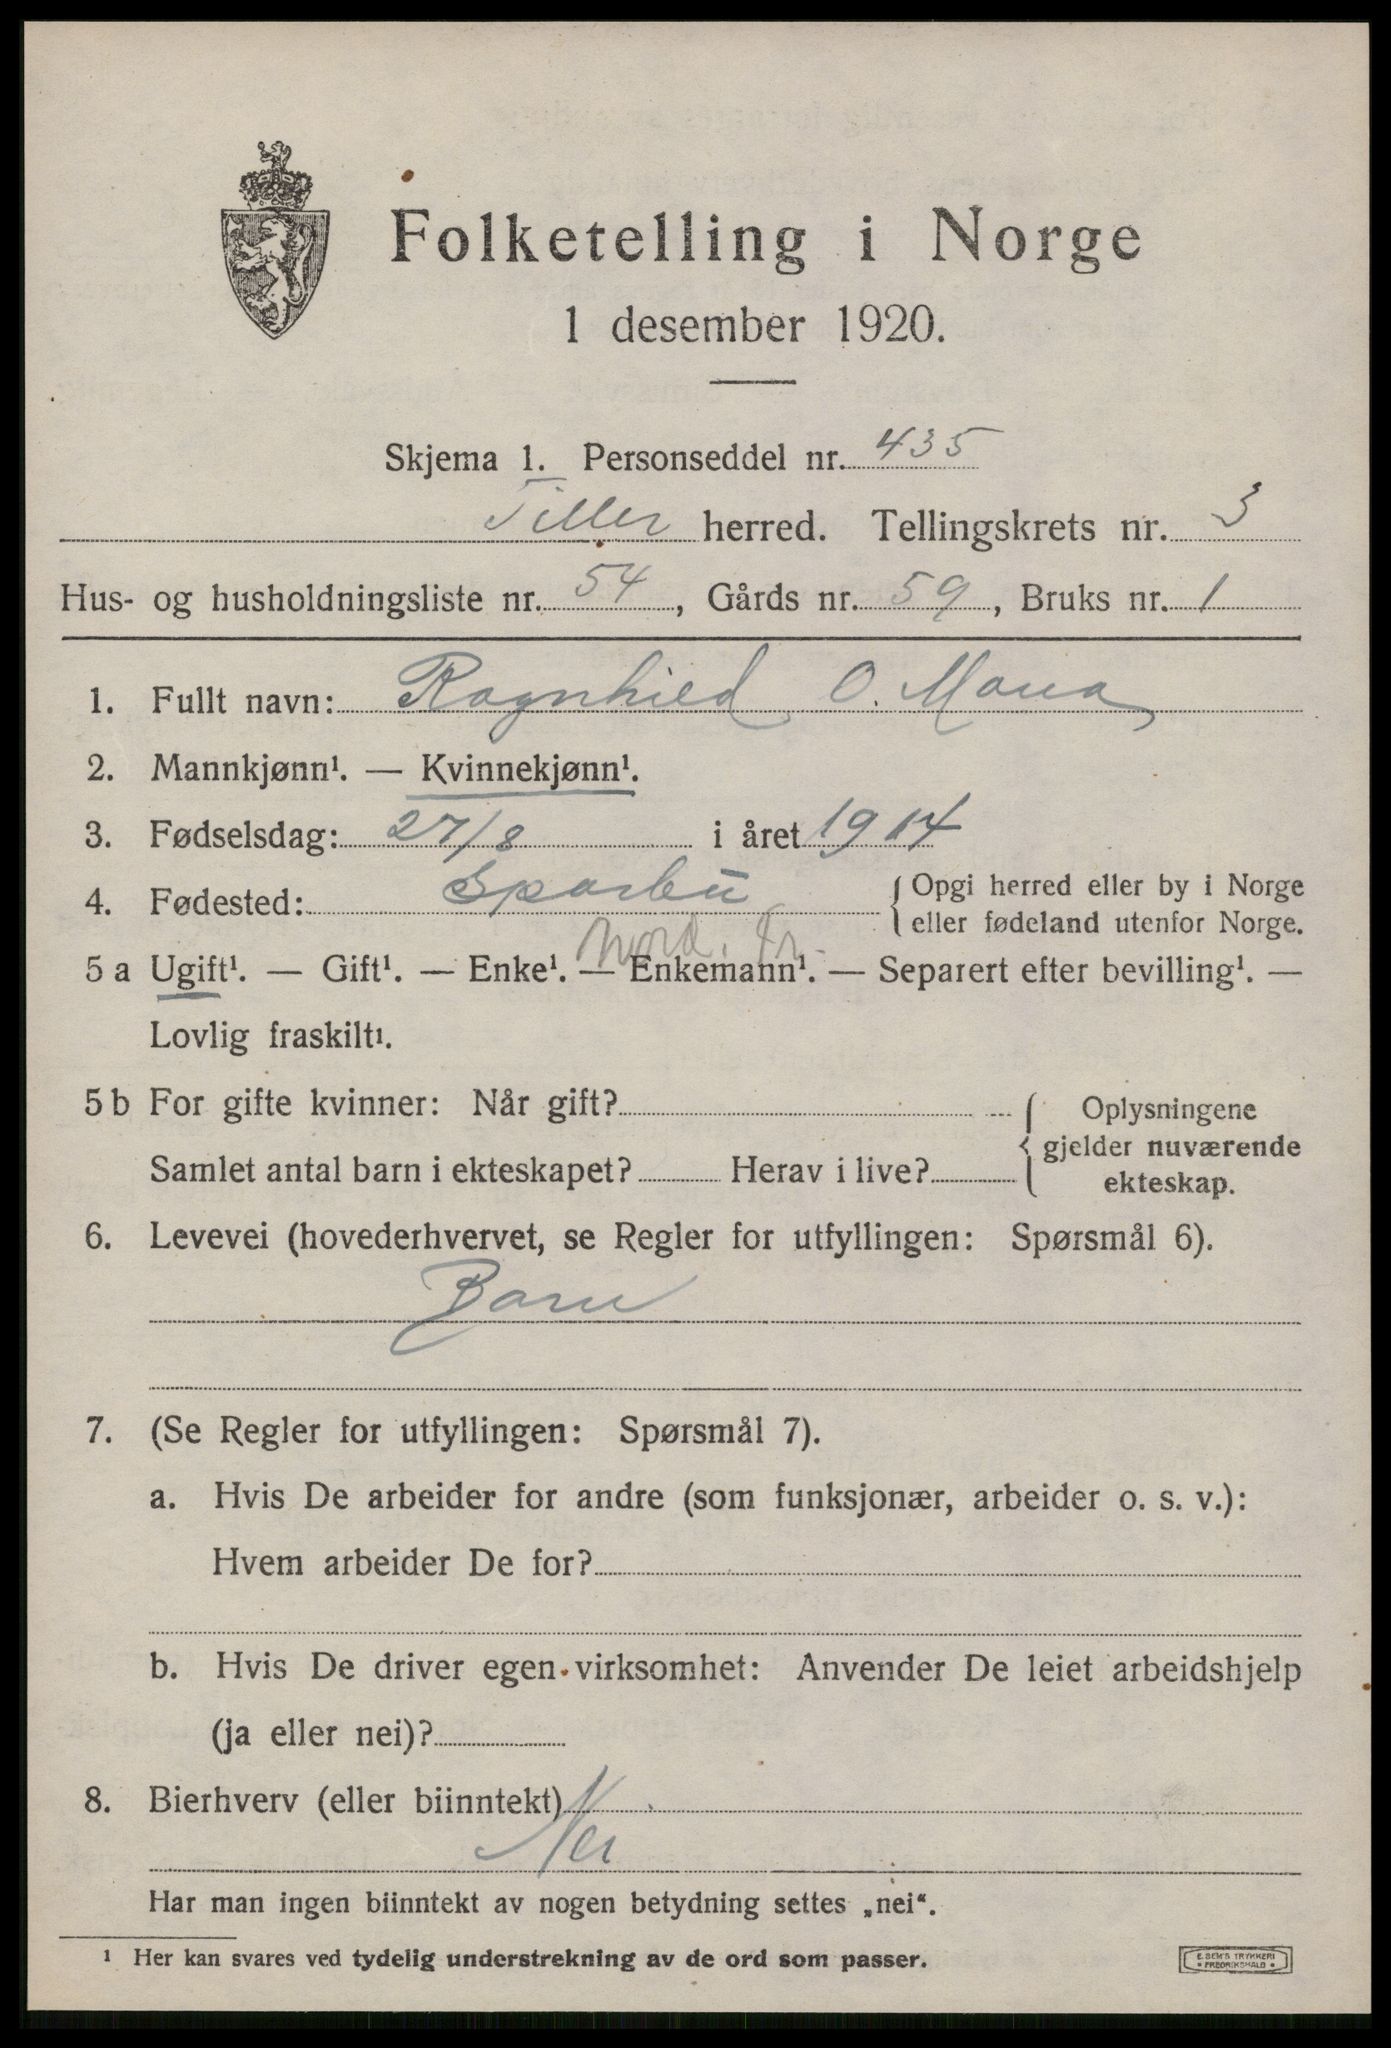 Folketelling i Norge
1 desember 1920.
Skjema 1. Personseddel nr. 435
Tiller herred. Tellingskrets nr. 3
Hus- og husholdningsliste nr. 54, Gårds nr. 59, Bruks nr. 1
1. Fullt navn: Ragnhild O. Mona
2. Mannkjønn¹. — Kvinnekjønn¹.
3. Fødselsdag: 27/8 i året 1914
4. Fødested: Sparbu { Opgi herred eller by i Norge
eller fødeland utenfor Norge.
Nord. Tr.
5 a Ugift¹. — Gift¹. — Enke¹. — Enkemann¹. — Separert efter bevilling¹. —
Lovlig fraskilt¹.
5 b For gifte kvinner: Når gift?
Samlet antal barn i ekteskapet? Herav i live?
Oplysningene
gjelder nuværende
ekteskap.
6. Levevei (hovederhvervet, se Regler for utfyllingen: Spørsmål 6).
Barn
7. (Se Regler for utfyllingen: Spørsmål 7).
a. Hvis De arbeider for andre (som funksjonær, arbeider o. s. v.):
Hvem arbeider De for?
b. Hvis De driver egen virksomhet: Anvender De leiet arbeidshjelp
(ja eller nei)?
8. Bierhverv (eller biinntekt)
Nei
Har man ingen biinntekt av nogen betydning settes „nei“.
¹ Her kan svares ved tydelig understrekning av de ord som passer.
E. SEM'S TRYKKERI
• FREDRIKSHALD •